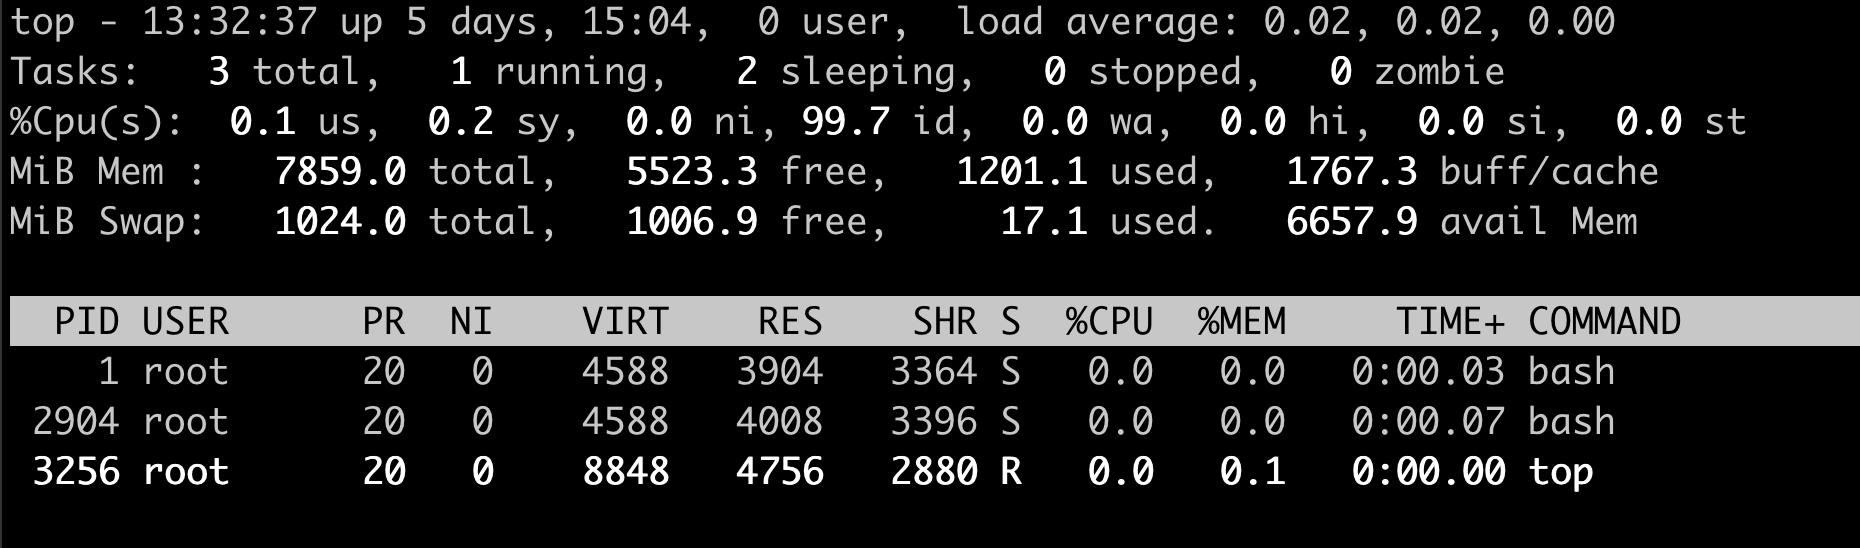 top - 13:32:37 up 5 days, 15:04,  0 user,  load average: 0.02, 0.02, 0.00
Tasks:   3 total,   1 running,   2 sleeping,   0 stopped,   0 zombie
%Cpu(s):  0.1 us,  0.2 sy,  0.0 ni, 99.7 id,  0.0 wa,  0.0 hi,  0.0 si,  0.0 st
MiB Mem :   7859.0 total,   5523.3 free,   1201.1 used,   1767.3 buff/cache
MiB Swap:   1024.0 total,   1006.9 free,     17.1 used.   6657.9 avail Mem
  PID USER      PR  NI    VIRT    RES    SHR S  %CPU  %MEM     TIME+ COMMAND
    1 root      20   0    4588   3904   3364 S   0.0   0.0   0:00.03 bash
 2904 root      20   0    4588   4008   3396 S   0.0   0.0   0:00.07 bash
 3256 root      20   0    8848   4756   2880 R   0.0   0.1   0:00.00 top